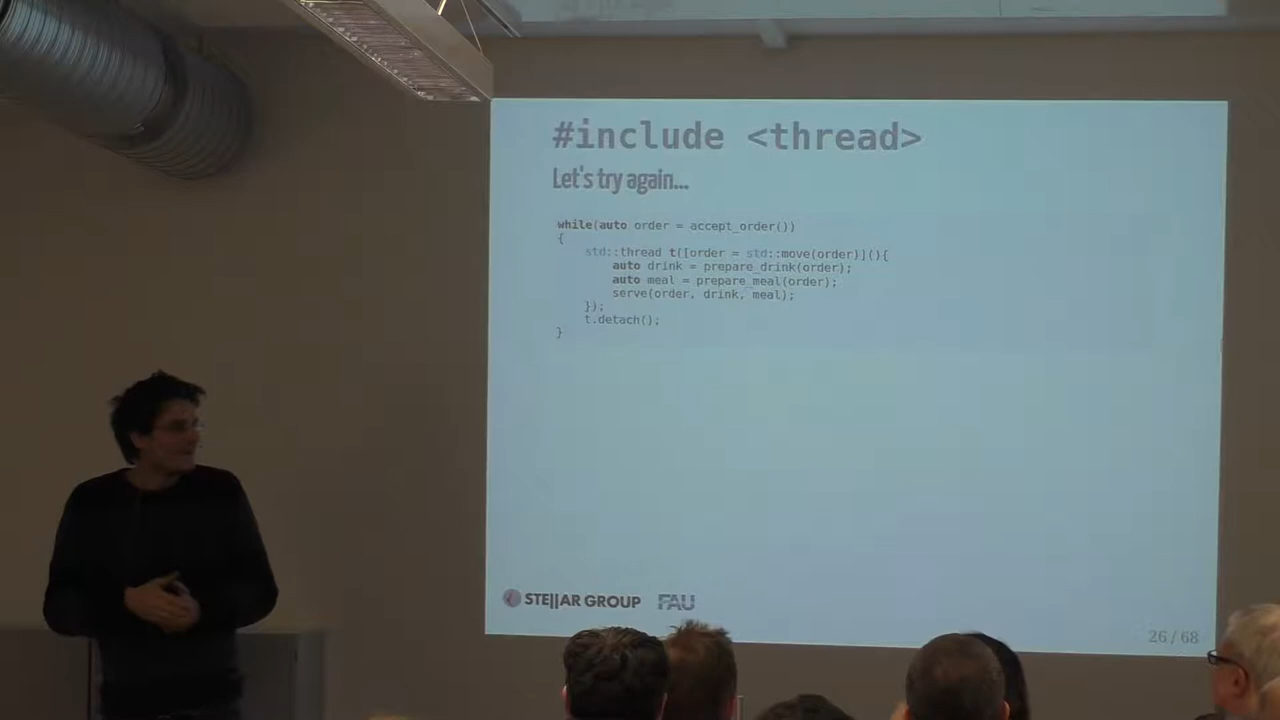 #include <thread>
Let's try again...
while(auto order = accept_order())
{
    std::thread t([order = std::move(order)](){
        auto drink = prepare_drink(order);
        auto meal = prepare_meal(order);
        serve(order, drink, meal);
    });
    t.detach();
}
STE||AR GROUP FAU
26 / 68